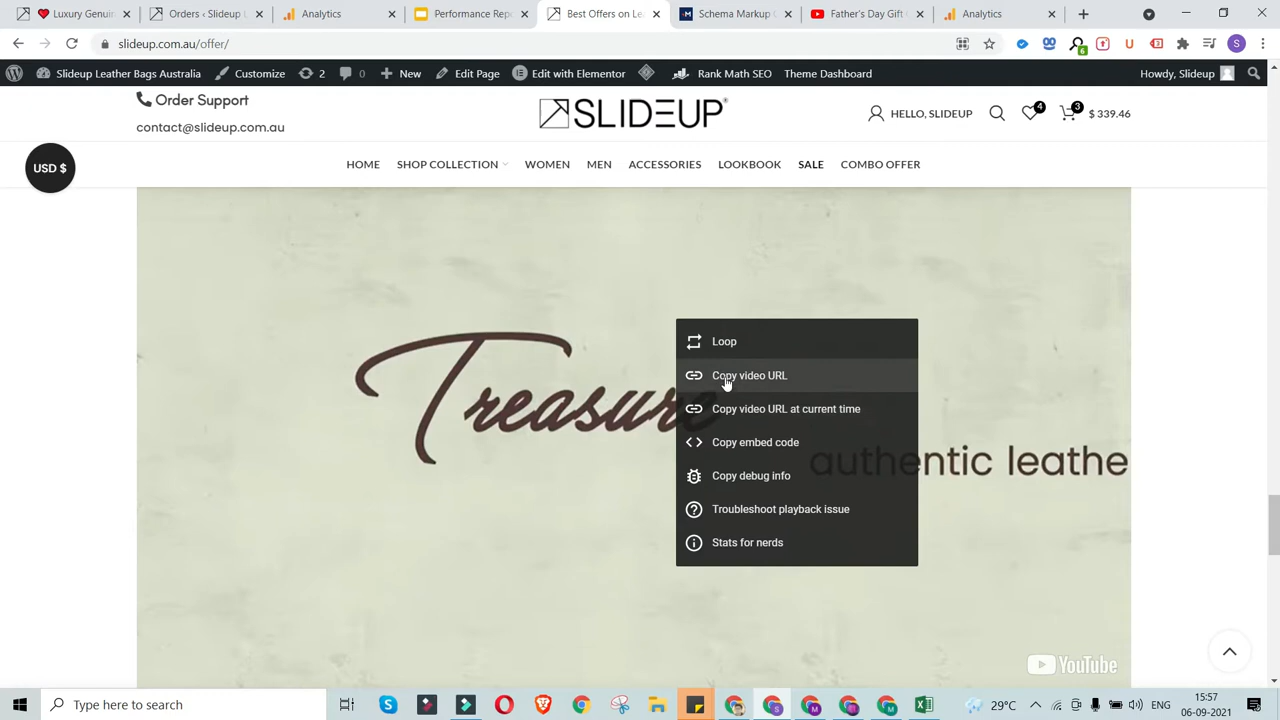 Luxury Genuin
Orders - Googl
Analytics
Performance Rep
Best Offers on Le
Schema Markup G
Father's Day Gift
Analytics
slideup.com.au/offer/
6
U
S
Slideup Leather Bags Australia
Customize
2
0
New
Edit Page
Edit with Elementor
Rank Math SEO
Theme Dashboard
Howdy, Slideup
Order Support
contact@slideup.com.au
SLIDEUP®
HELLO, SLIDEUP
4
3
$ 339.46
USD $
HOME
SHOP COLLECTION
WOMEN
MEN
ACCESSORIES
LOOKBOOK
SALE
COMBO OFFER
Treasure
authentic leathe
Loop
Copy video URL
Copy video URL at current time
Copy embed code
Copy debug info
Troubleshoot playback issue
Stats for nerds
YouTube
Type here to search
29°C
15:57
06-09-2021